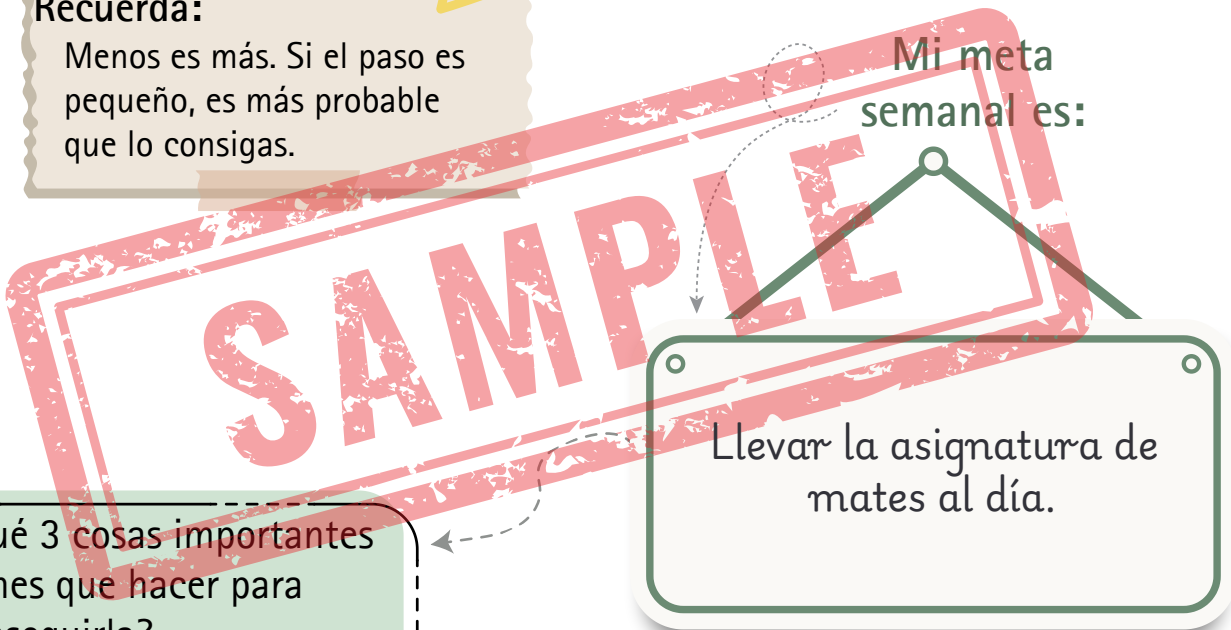 Recuerda:
Menos es más. Si el paso es
pequeño, es más probable
que lo consigas.
Mi meta
semanal es:
SAMPLE
Llevar la asignatura de
mates al día.
ué 3 cosas importantes
nes que hacer para
seguirlo?